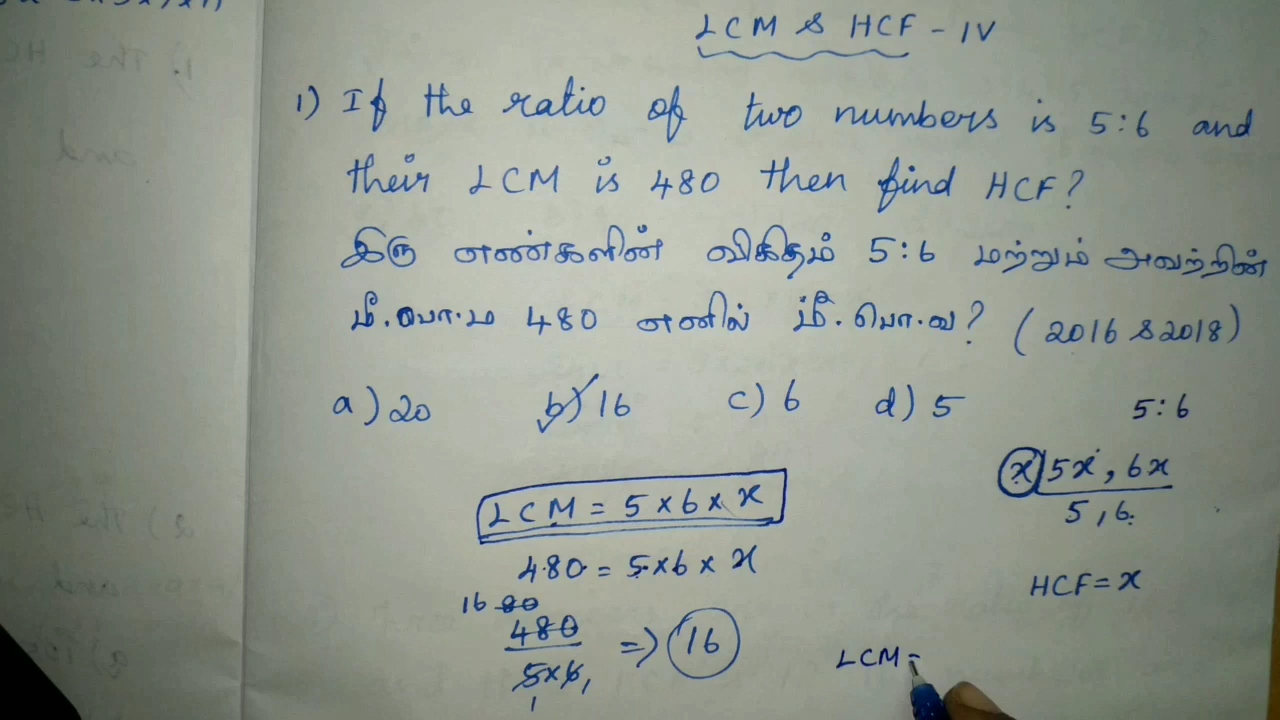 LCM & HCF - IV
1) If the ratio of two numbers is 5:6 and
their LCM is 480 then find HCF?
இரு எண்களின் விகிதம் 5:6 மற்றும் அவற்றின்
மீ.பொ.ம 480 எனில் மீ.பொ.வ? (2016 & 2018)
a) 20 b) 16 c) 6 d) 5
5:6
x 5x, 6x
5, 6
HCF = x
LCM = 5 x 6 x x
480 = 5 x 6 x x
16 80
480
5 x 6
1 1
=> 16
LCM =